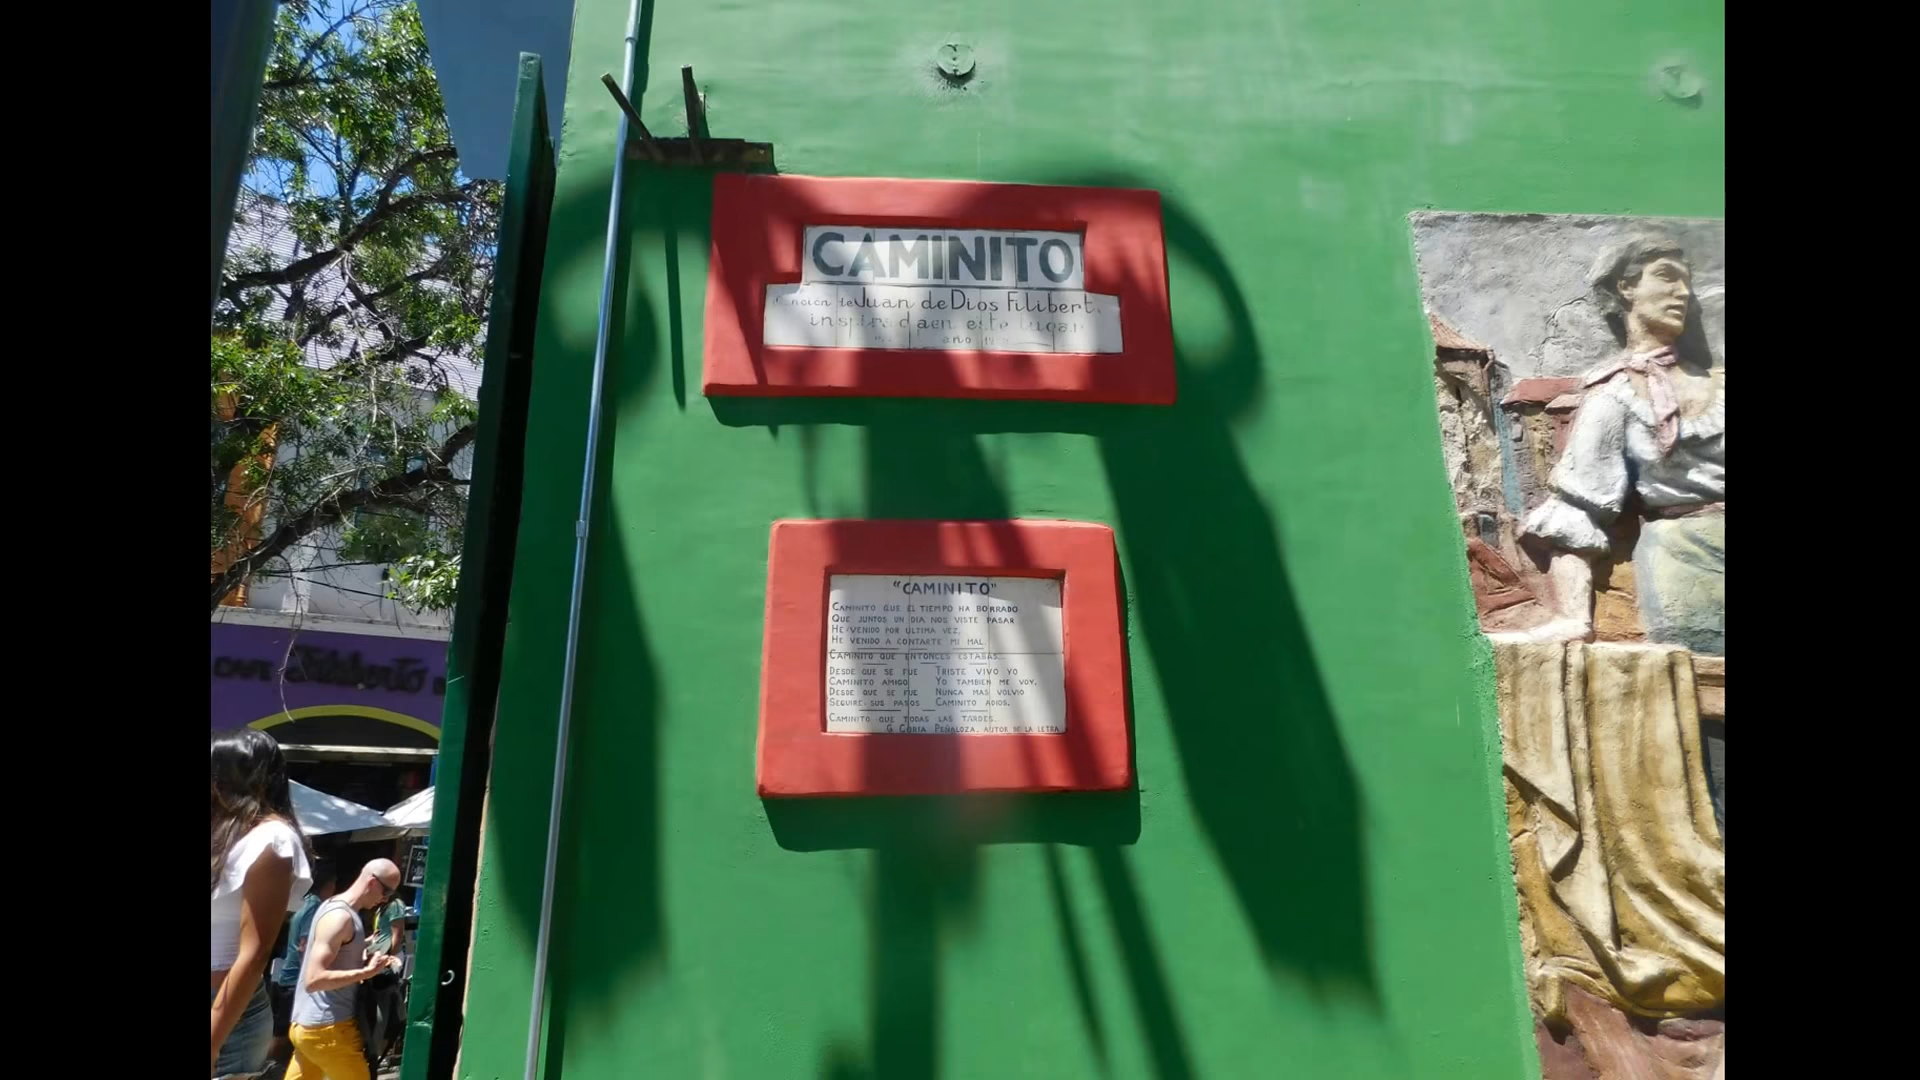 CAMINITO
Juan de Dios Filibert
inspirada en este lugar
año
"CAMINITO"
CAMINITO QUE EL TIEMPO HA BORRADO
QUE JUNTOS UN DIA NOS VISTE PASAR
HE VENIDO POR ULTIMA VEZ,
HE VENIDO A CONTARTE MI MAL
CAMINITO QUE ENTONCES ESTABAS...
DESDE QUE SE FUE TRISTE VIVO YO
CAMINITO AMIGO YO TAMBIEN ME VOY.
DESDE QUE SE FUE NUNCA MAS VOLVIO
SEGUIRE SUS PASOS CAMINITO ADIOS.
CAMINITO QUE TODAS LAS TARDES.
G CORIA PEÑALOZA. AUTOR DE LA LETRA
CAFE Filiberto